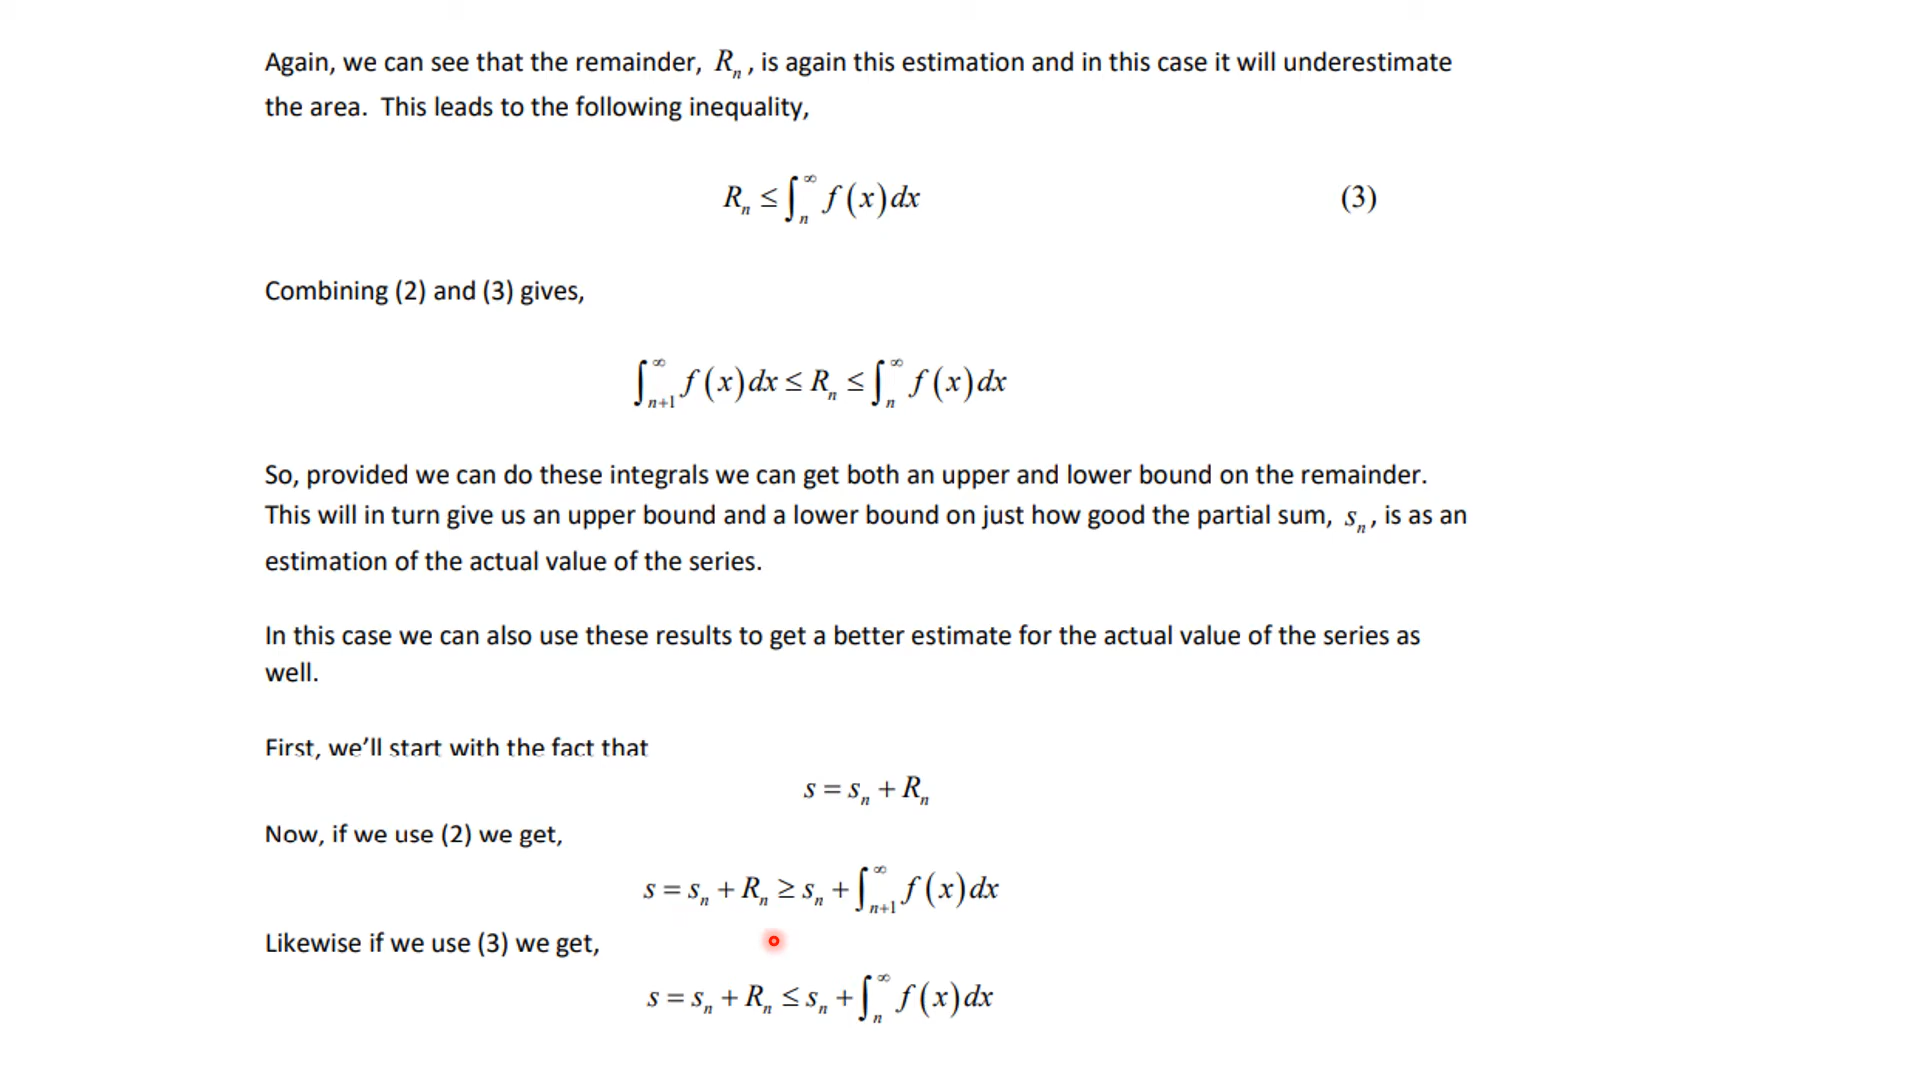 Again, we can see that the remainder, Rₙ, is again this estimation and in this case it will underestimate
the area. This leads to the following inequality,
Rₙ ≤ ∫ₙ^∞ f(x)dx (3)
Combining (2) and (3) gives,
∫ₙ₊₁^∞ f(x)dx ≤ Rₙ ≤ ∫ₙ^∞ f(x)dx
So, provided we can do these integrals we can get both an upper and lower bound on the remainder.
This will in turn give us an upper bound and a lower bound on just how good the partial sum, sₙ, is as an
estimation of the actual value of the series.
In this case we can also use these results to get a better estimate for the actual value of the series as
well.
First, we’ll start with the fact that
s = sₙ + Rₙ
Now, if we use (2) we get,
s = sₙ + Rₙ ≥ sₙ + ∫ₙ₊₁^∞ f(x)dx
Likewise if we use (3) we get,
s = sₙ + Rₙ ≤ sₙ + ∫ₙ^∞ f(x)dx